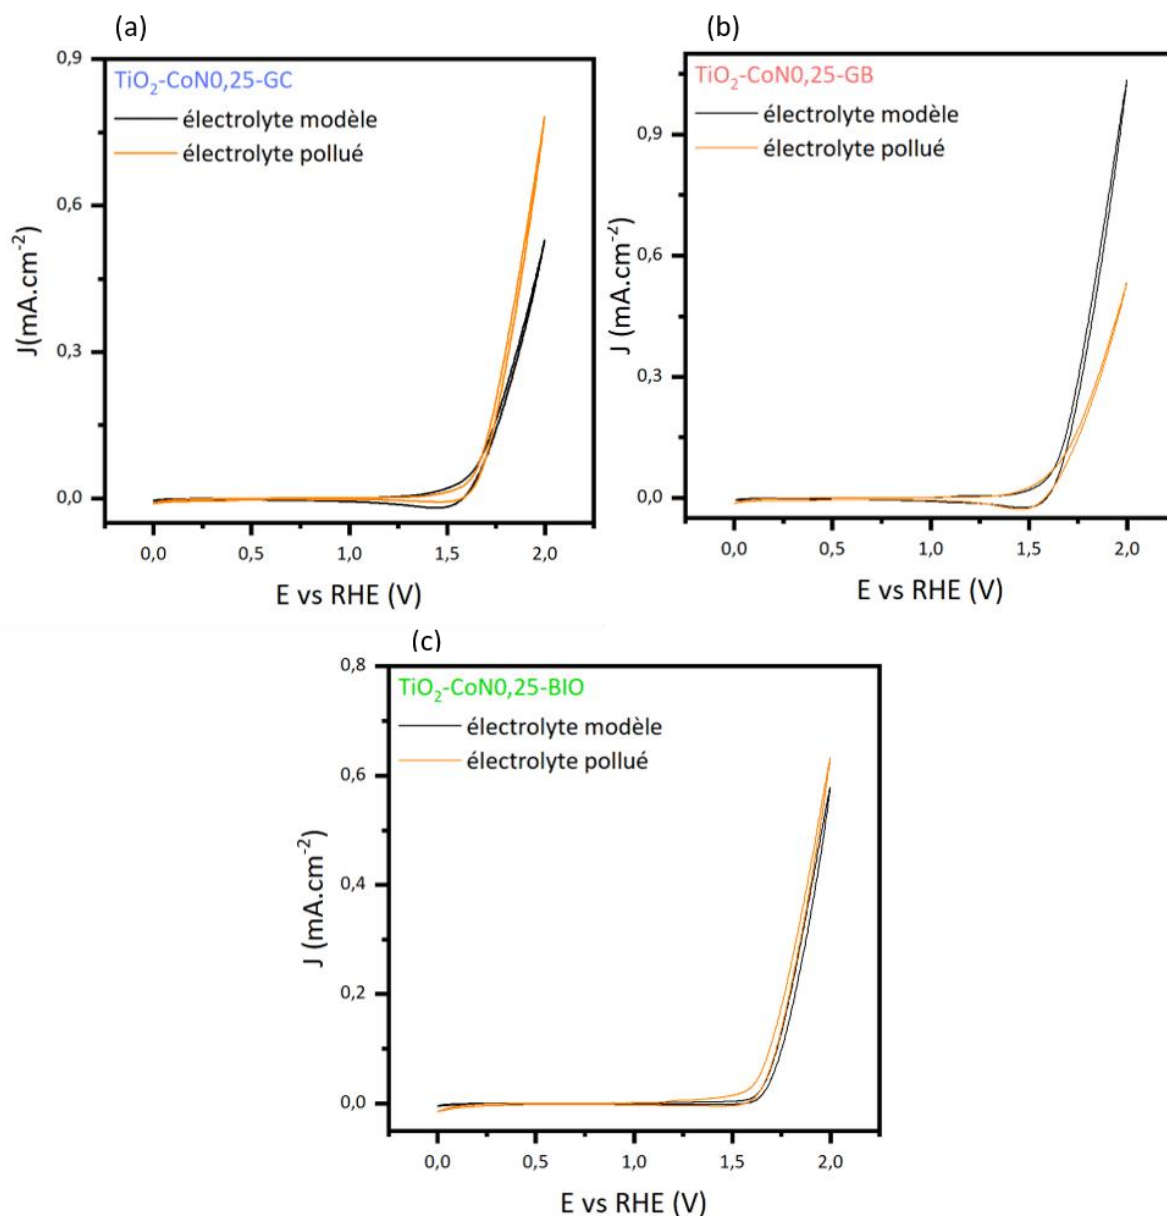 (a)
0,9
TiO₂-CoN0,25-GC
électrolyte modèle
électrolyte pollué
0,6
0,3
0,0
J(mA.cm⁻²)
0,0 0,5 1,0 1,5 2,0
E vs RHE (V)
(b)
TiO₂-CoN0,25-GB
électrolyte modèle
électrolyte pollué
0,9
0,6
0,3
0,0
J (mA.cm⁻²)
0,0 0,5 1,0 1,5 2,0
E vs RHE (V)
(c)
0,8
TiO₂-CoN0,25-BIO
électrolyte modèle
électrolyte pollué
0,6
0,4
0,2
0,0
J (mA.cm⁻²)
0,0 0,5 1,0 1,5 2,0
E vs RHE (V)